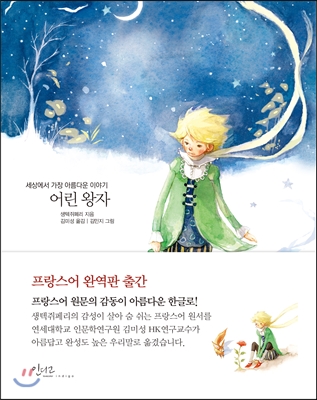 세상에서 가장 아름다운 이야기
어린 왕자
생텍쥐페리 지음
김미성 옮김 | 김민지 그림
프랑스어 완역판 출간
프랑스어 원문의 감동이 아름다운 한글로!
생텍쥐페리의 감성이 살아 숨 쉬는 프랑스어 원서를
연세대학교 인문학연구원 김미성 HK연구교수가
아름답고 완성도 높은 우리말로 옮겼습니다.
인디고